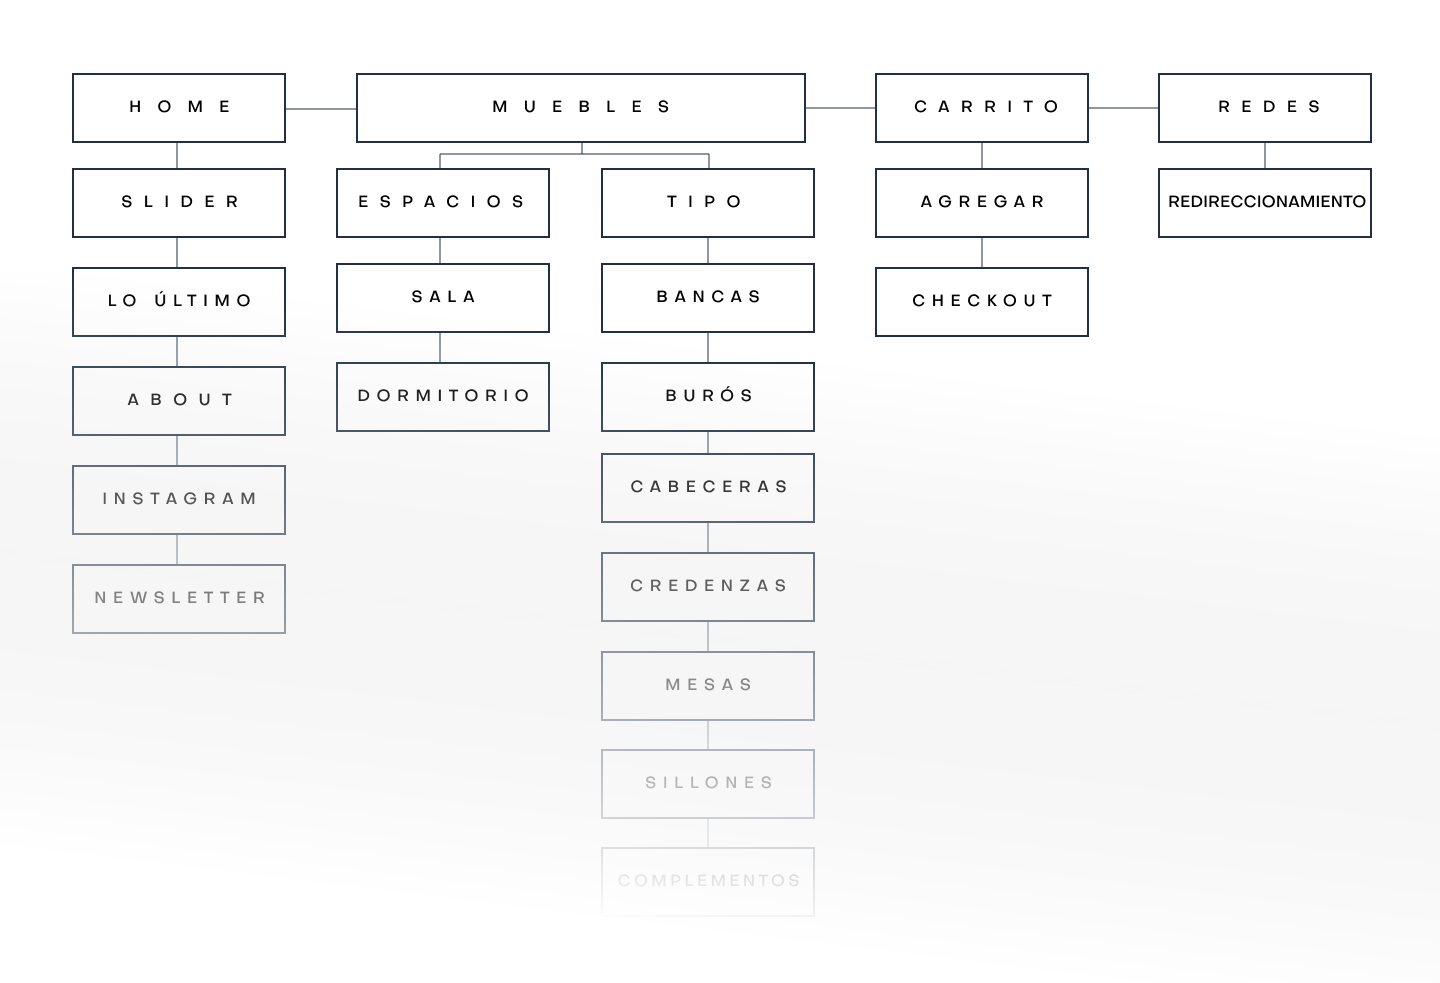 HOME
MUEBLES
CARRITO
REDES
SLIDER
ESPACIOS
TIPO
AGREGAR
REDIRECCIONAMIENTO
LO ÚLTIMO
SALA
BANCAS
CHECKOUT
ABOUT
DORMITORIO
BURÓS
INSTAGRAM
CABECERAS
NEWSLETTER
CREDENZAS
MESAS
SILLONES
COMPLEMENTOS